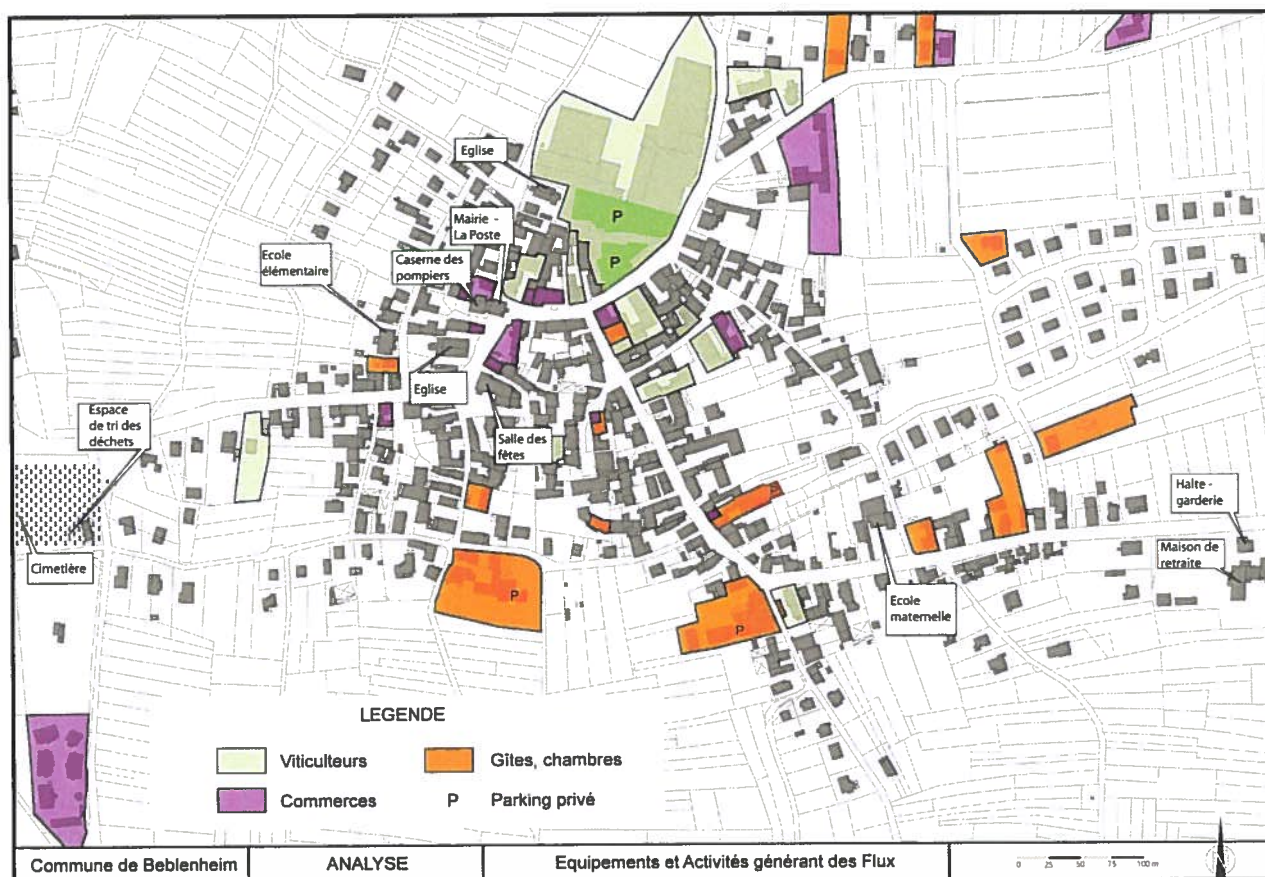 Eglise
Mairie -
La Poste
Ecole
élémentaire
Caserne des
pompiers
P
P
Eglise
Espace
de tri des
déchets
Salle des
fêtes
Cimetière
P
P
P
Halte -
garderie
Maison de
retraite
Ecole
maternelle
LEGENDE
Viticulteurs
Gîtes, chambres
Commerces
P Parking privé
Commune de Beblenheim
ANALYSE
Equipements et Activités générant des Flux
0 25 50 75 100 m
N